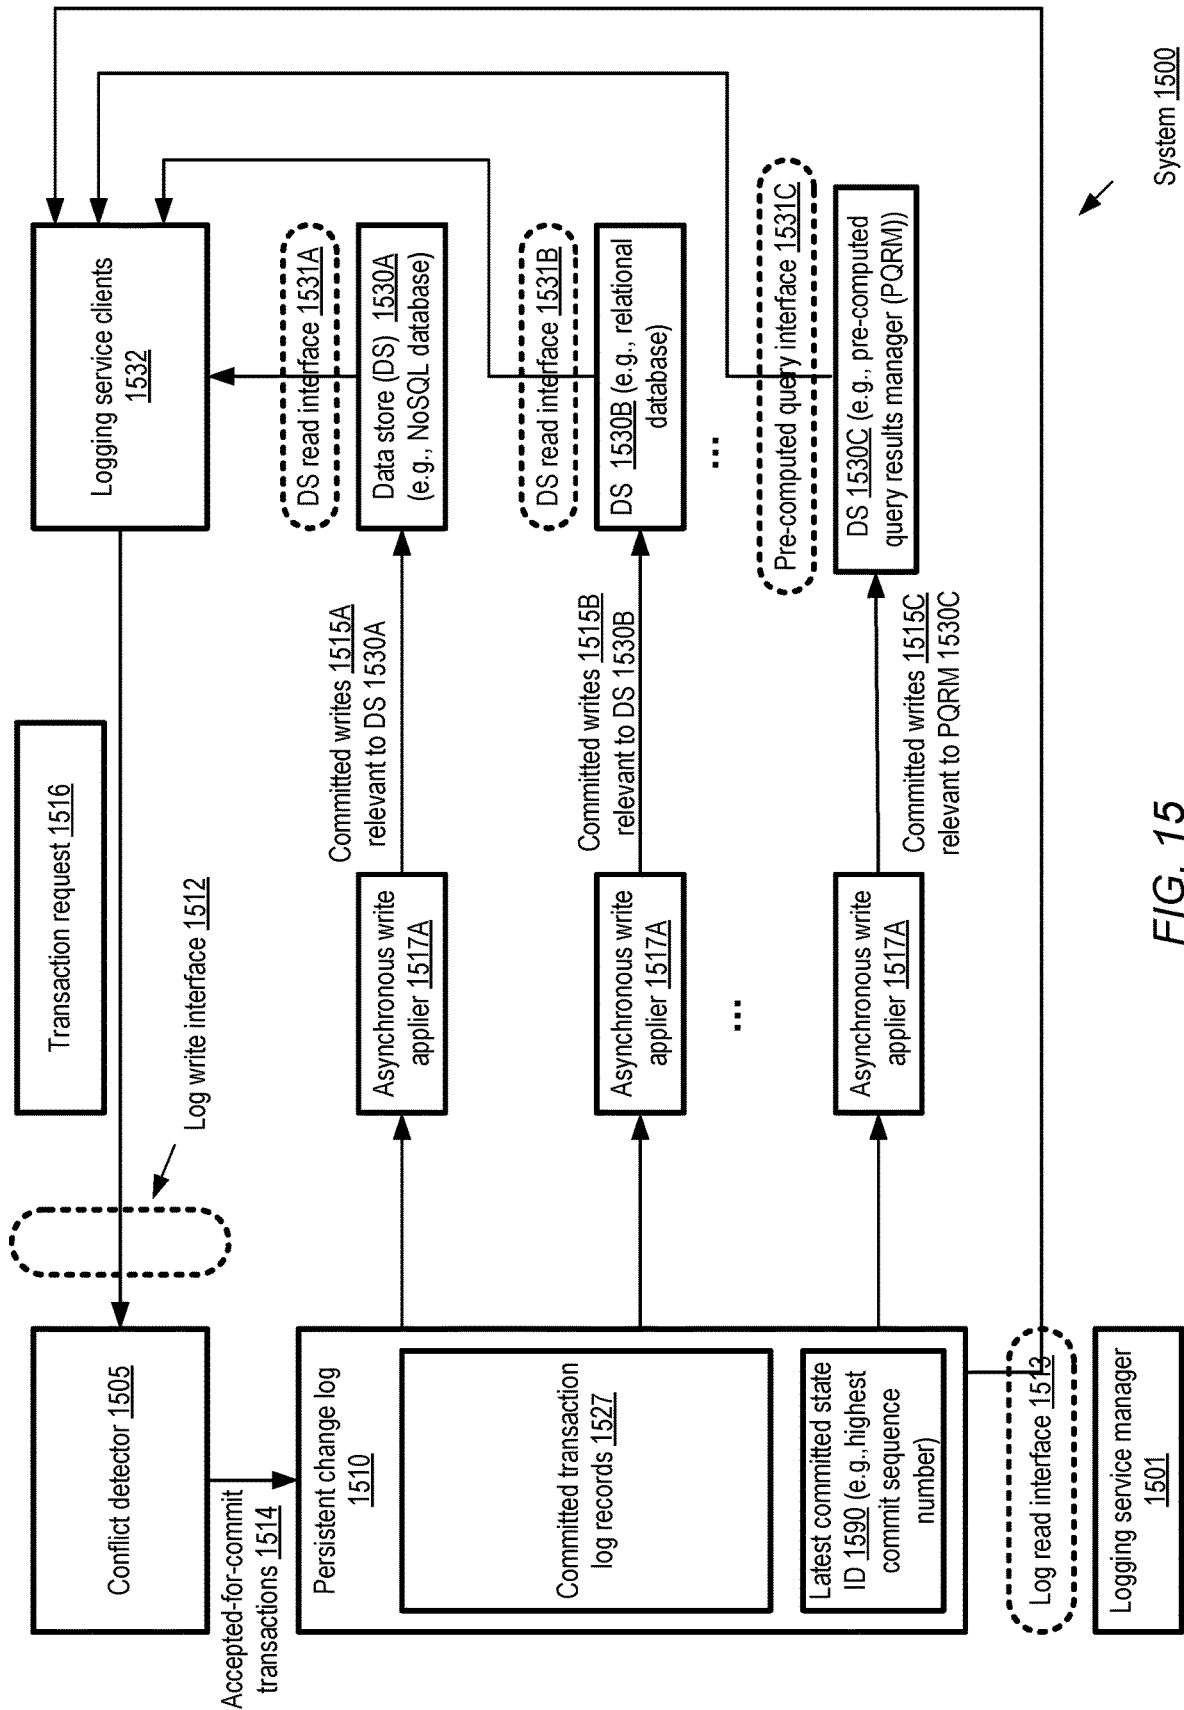 Transaction request 1516
Log write interface 1512
Conflict detector 1505
Logging service clients
1532
Accepted-for-commit
transactions 1514
Persistent change log
1510
Committed transaction
log records 1527
Latest committed state
ID 1590 (e.g., highest
commit sequence
number)
Asynchronous write
applier 1517A
Committed writes 1515A
relevant to DS 1530A
DS read interface 1531A
Data store (DS) 1530A
(e.g., NoSQL database)
Asynchronous write
applier 1517A
Committed writes 1515B
relevant to DS 1530B
DS read interface 1531B
DS 1530B (e.g., relational
database)
...
...
Asynchronous write
applier 1517A
Committed writes 1515C
relevant to PQRM 1530C
Pre-computed query interface 1531C
DS 1530C (e.g., pre-computed
query results manager (PQRM))
Log read interface 1513
Logging service manager
1501
System 1500
FIG. 15